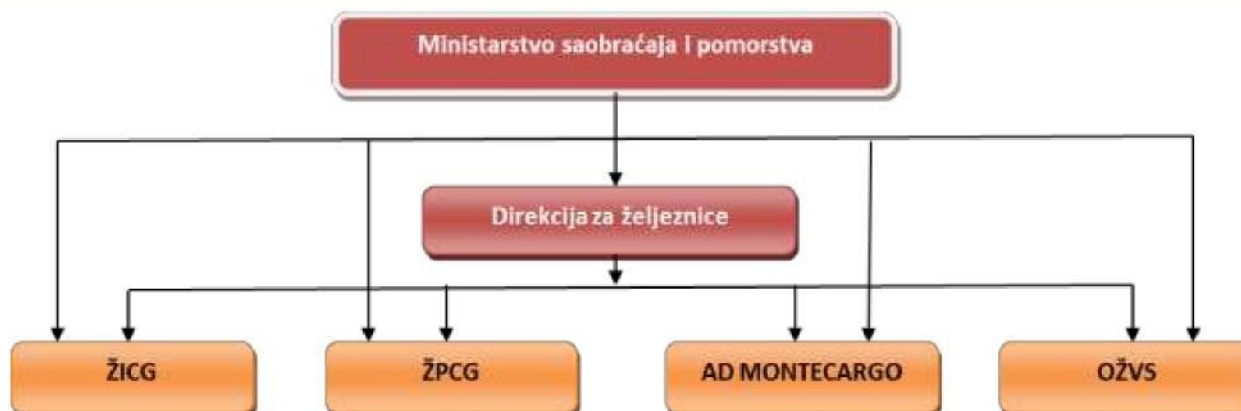 Ministarstvo saobraćaja i pomorstva
Direkcija za željeznice
ŽICG
ŽPCG
AD MONTECARGO
OŽVS